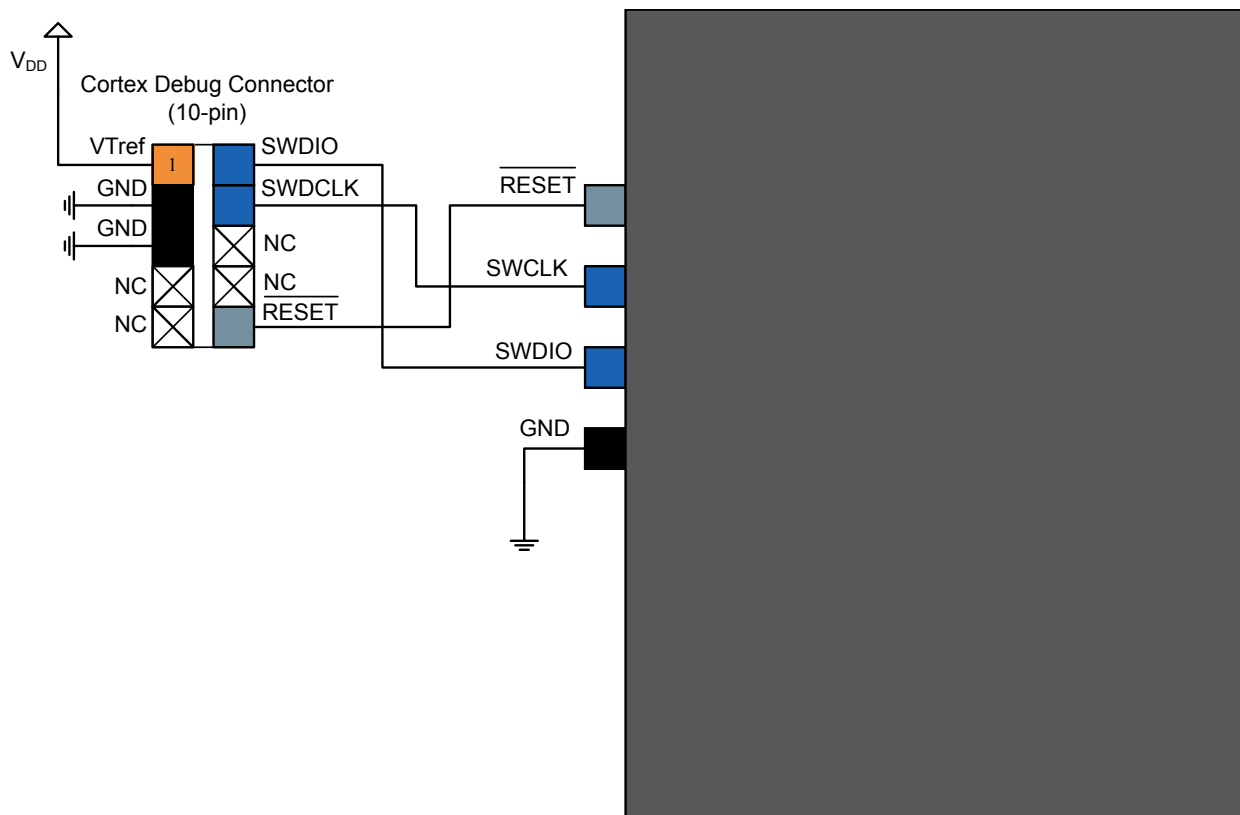 VDD
Cortex Debug Connector
(10-pin)
VTref
1
SWDIO
GND
SWDCLK
GND
NC
NC
NC
NC
RESET
RESET
SWCLK
SWDIO
GND